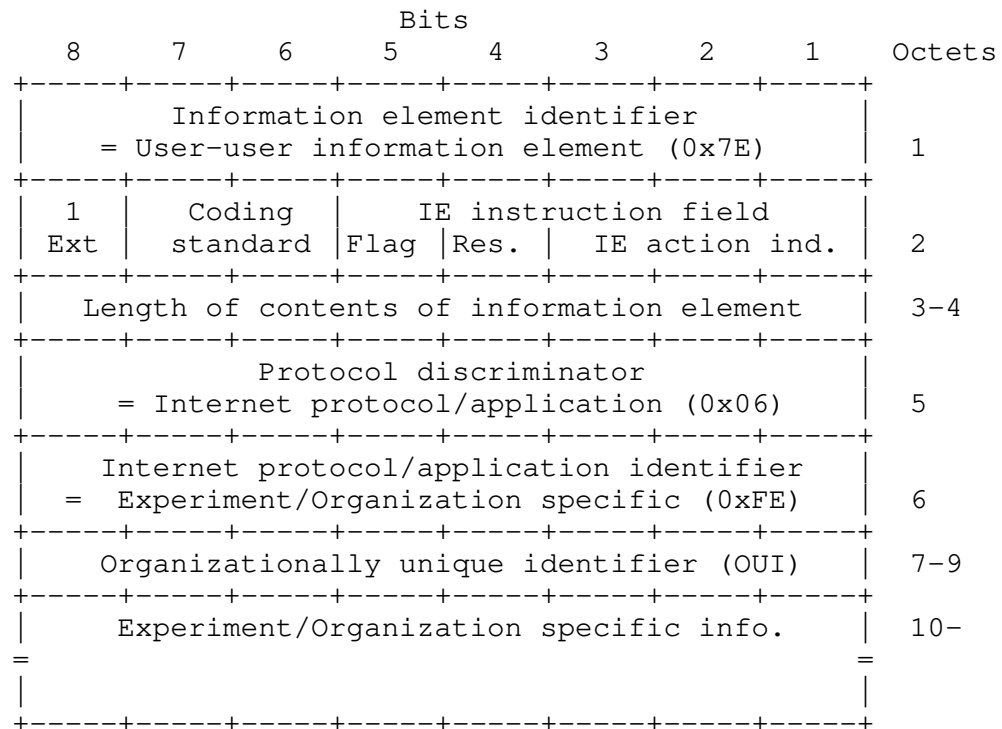 Bits
8 7 6 5 4 3 2 1 Octets
+-----+-----+-----+-----+-----+-----+-----+-----+
| Information element identifier |
| = User-user information element (0x7E) | 1
+-----+-----+-----+-----+-----+-----+-----+-----+
| 1 | Coding | IE instruction field |
| Ext | standard |Flag |Res. | IE action ind. | 2
+-----+-----+-----+-----+-----+-----+-----+-----+
| Length of contents of information element | 3-4
+-----+-----+-----+-----+-----+-----+-----+-----+
| Protocol discriminator |
| = Internet protocol/application (0x06) | 5
+-----+-----+-----+-----+-----+-----+-----+-----+
| Internet protocol/application identifier |
| = Experiment/Organization specific (0xFE) | 6
+-----+-----+-----+-----+-----+-----+-----+-----+
| Organizationally unique identifier (OUI) | 7-9
+-----+-----+-----+-----+-----+-----+-----+-----+
| Experiment/Organization specific info. | 10-
= =
| |
+-----+-----+-----+-----+-----+-----+-----+-----+